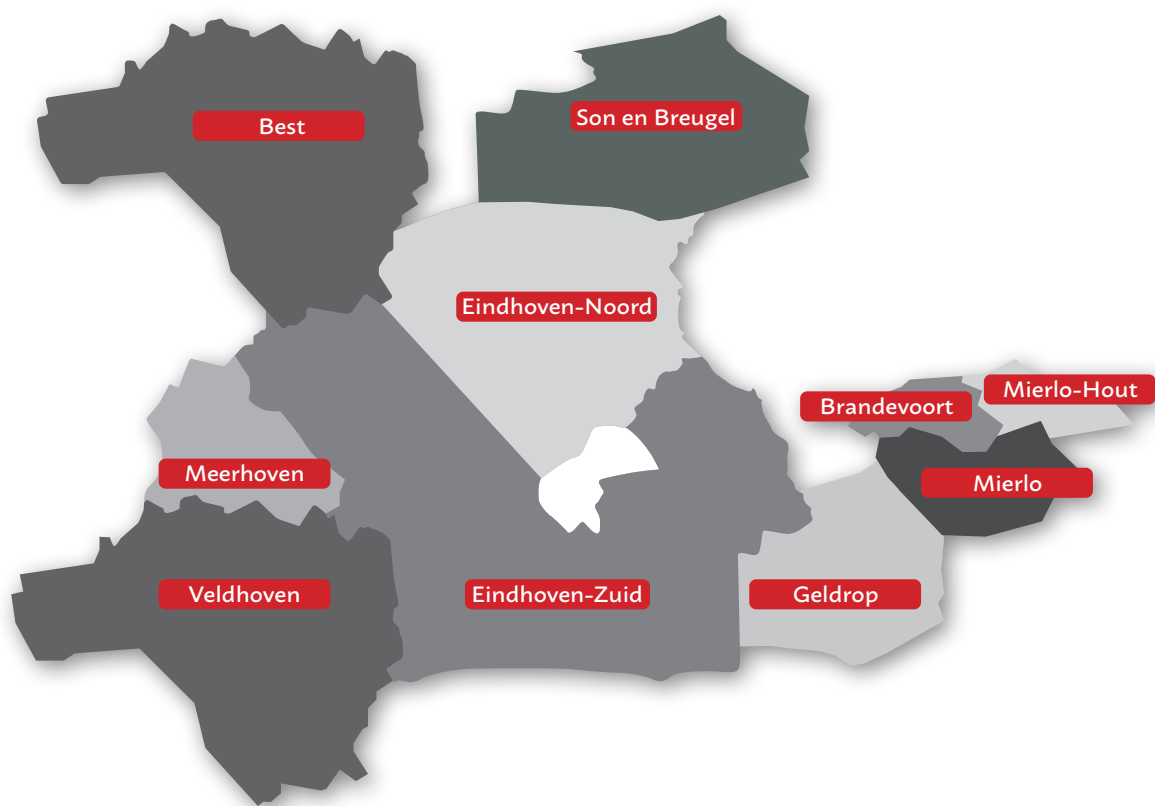 Son en Breugel
Best
Eindhoven-Noord
Mierlo-Hout
Brandevoort
Meerhoven
Mierlo
Veldhoven
Eindhoven-Zuid
Geldrop